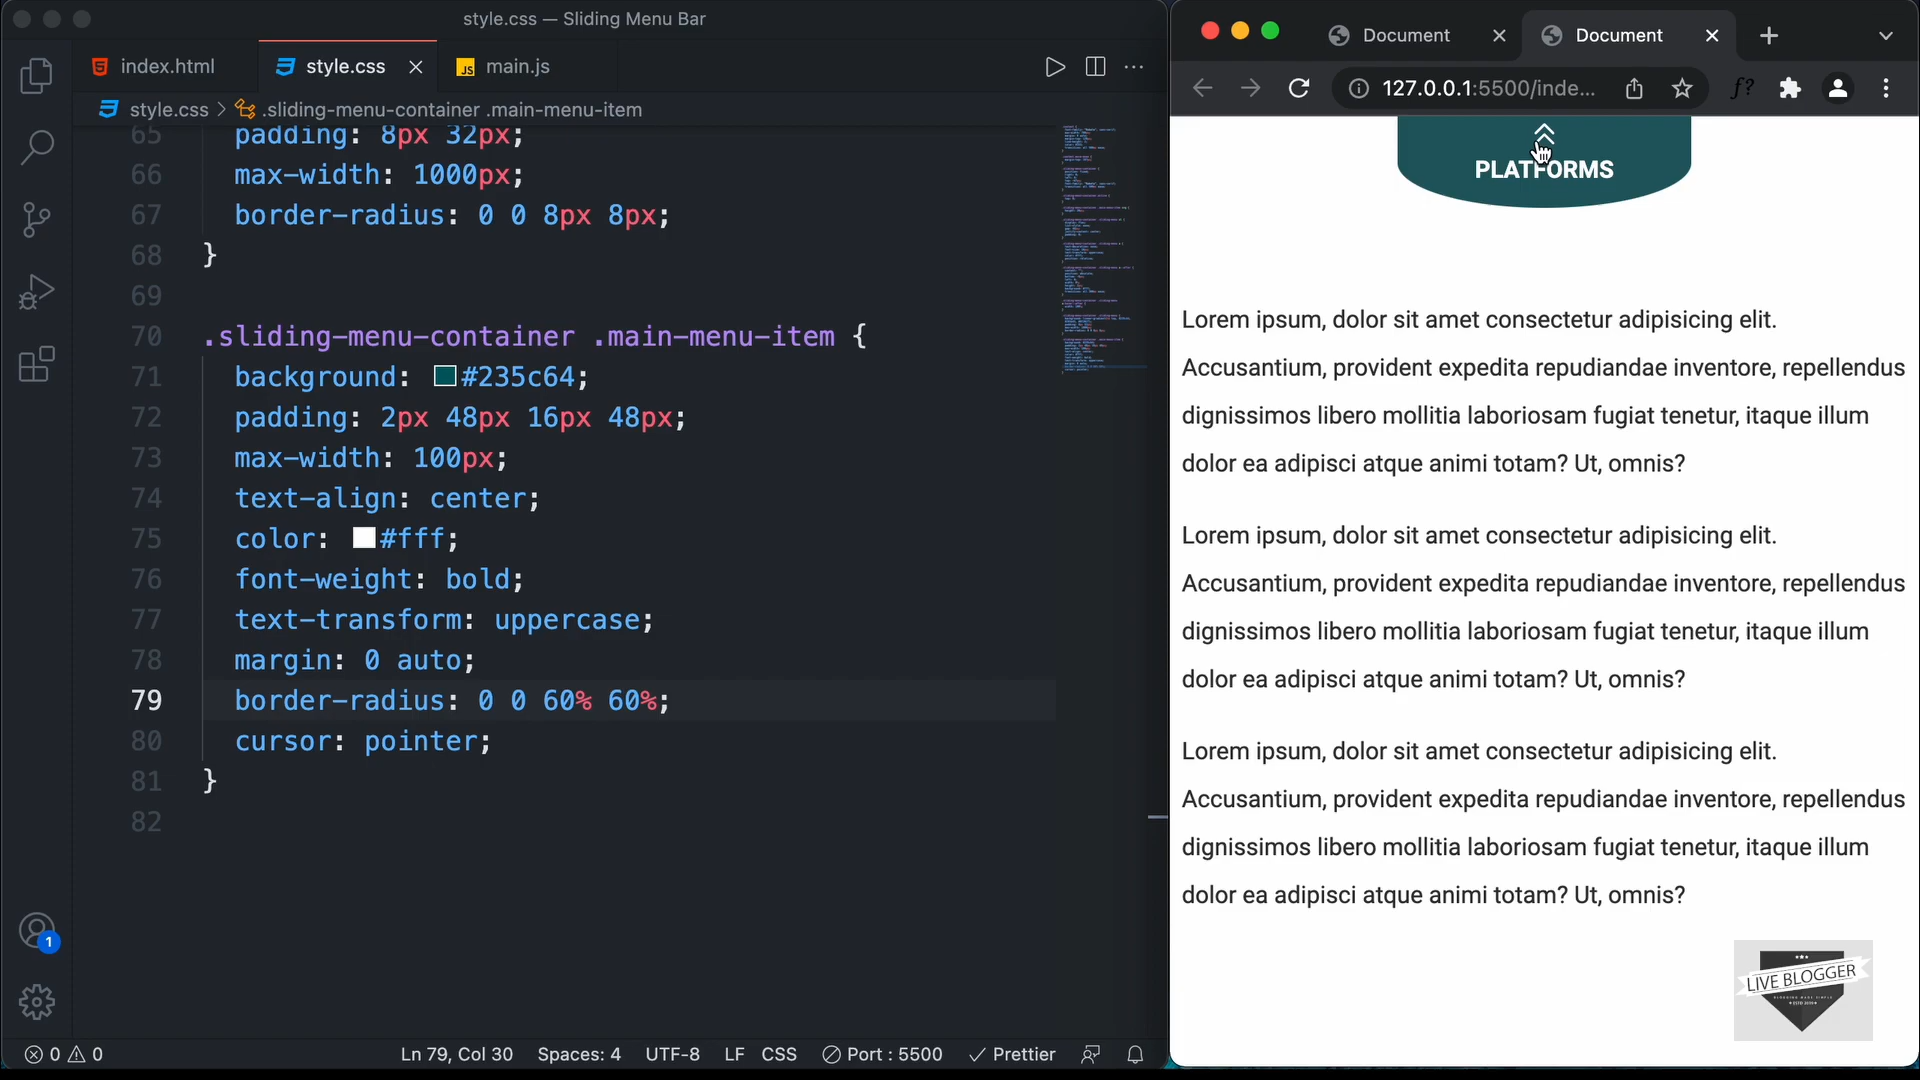 style.css — Sliding Menu Bar
index.html
style.css
JS main.js
style.css > .sliding-menu-container .main-menu-item
65 padding: 8px 32px;
66 max-width: 1000px;
67 border-radius: 0 0 8px 8px;
68 }
69
70 .sliding-menu-container .main-menu-item {
71 background: #235c64;
72 padding: 2px 48px 16px 48px;
73 max-width: 100px;
74 text-align: center;
75 color: #fff;
76 font-weight: bold;
77 text-transform: uppercase;
78 margin: 0 auto;
79 border-radius: 0 0 60% 60%;
80 cursor: pointer;
81 }
82
1
0 0
Ln 79, Col 30 Spaces: 4 UTF-8 LF CSS Port : 5500 Prettier
Document
Document
127.0.0.1:5500/inde...
f?
PLATFORMS
Lorem ipsum, dolor sit amet consectetur adipisicing elit.
Accusantium, provident expedita repudiandae inventore, repellendus
dignissimos libero mollitia laboriosam fugiat tenetur, itaque illum
dolor ea adipisci atque animi totam? Ut, omnis?
Lorem ipsum, dolor sit amet consectetur adipisicing elit.
Accusantium, provident expedita repudiandae inventore, repellendus
dignissimos libero mollitia laboriosam fugiat tenetur, itaque illum
dolor ea adipisci atque animi totam? Ut, omnis?
Lorem ipsum, dolor sit amet consectetur adipisicing elit.
Accusantium, provident expedita repudiandae inventore, repellendus
dignissimos libero mollitia laboriosam fugiat tenetur, itaque illum
dolor ea adipisci atque animi totam? Ut, omnis?
LIVE BLOGGER